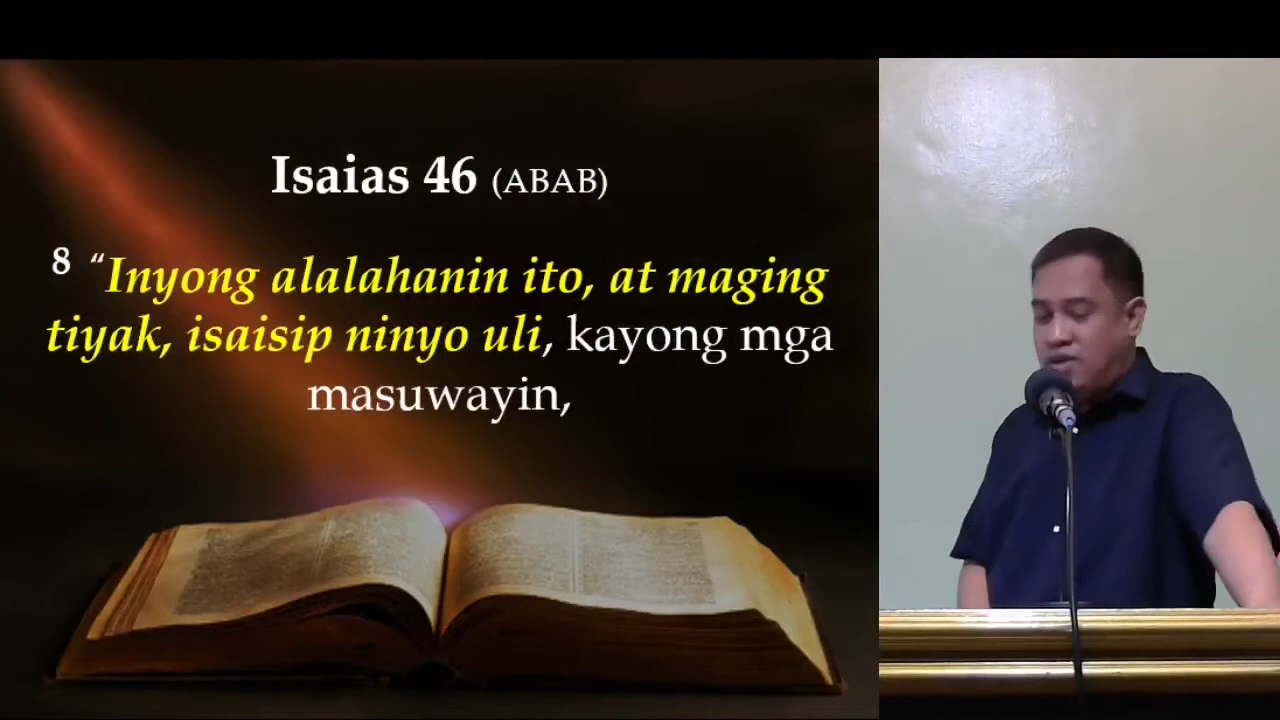 Isaias 46 (ABAB)
8 “Inyong alalahanin ito, at maging
tiyak, isaisip ninyo uli, kayong mga
masuwayin,